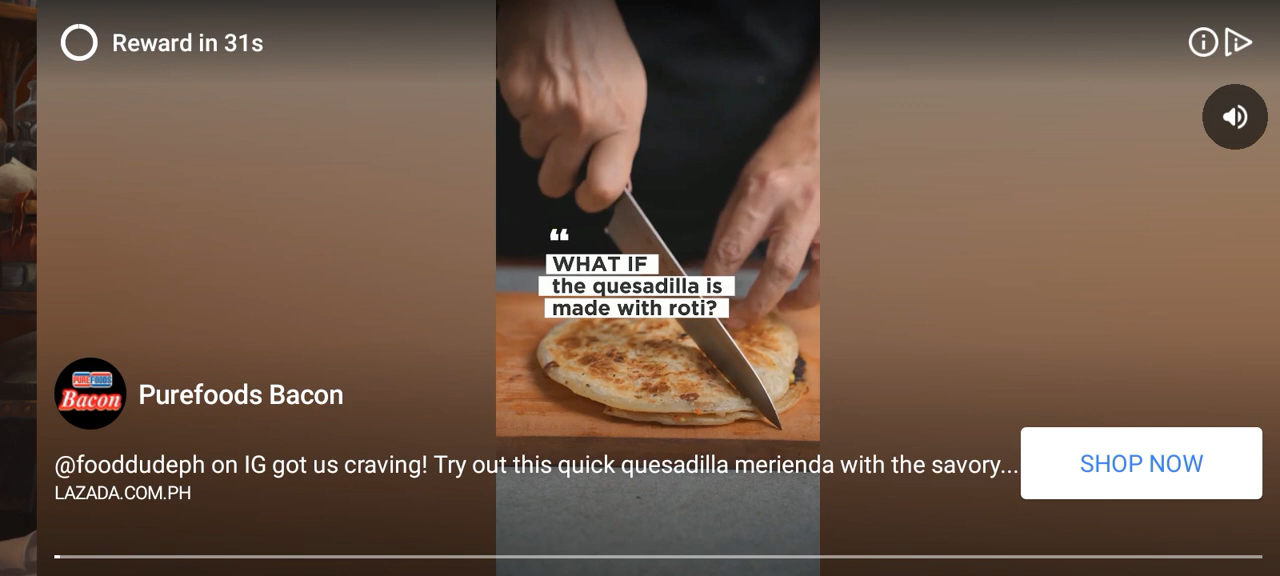 Reward in 31s
“
WHAT IF
the quesadilla is
made with roti?
PUREFOODS
Bacon
Purefoods Bacon
@fooddudeph on IG got us craving! Try out this quick quesadilla merienda with the savory...
LAZADA.COM.PH
SHOP NOW